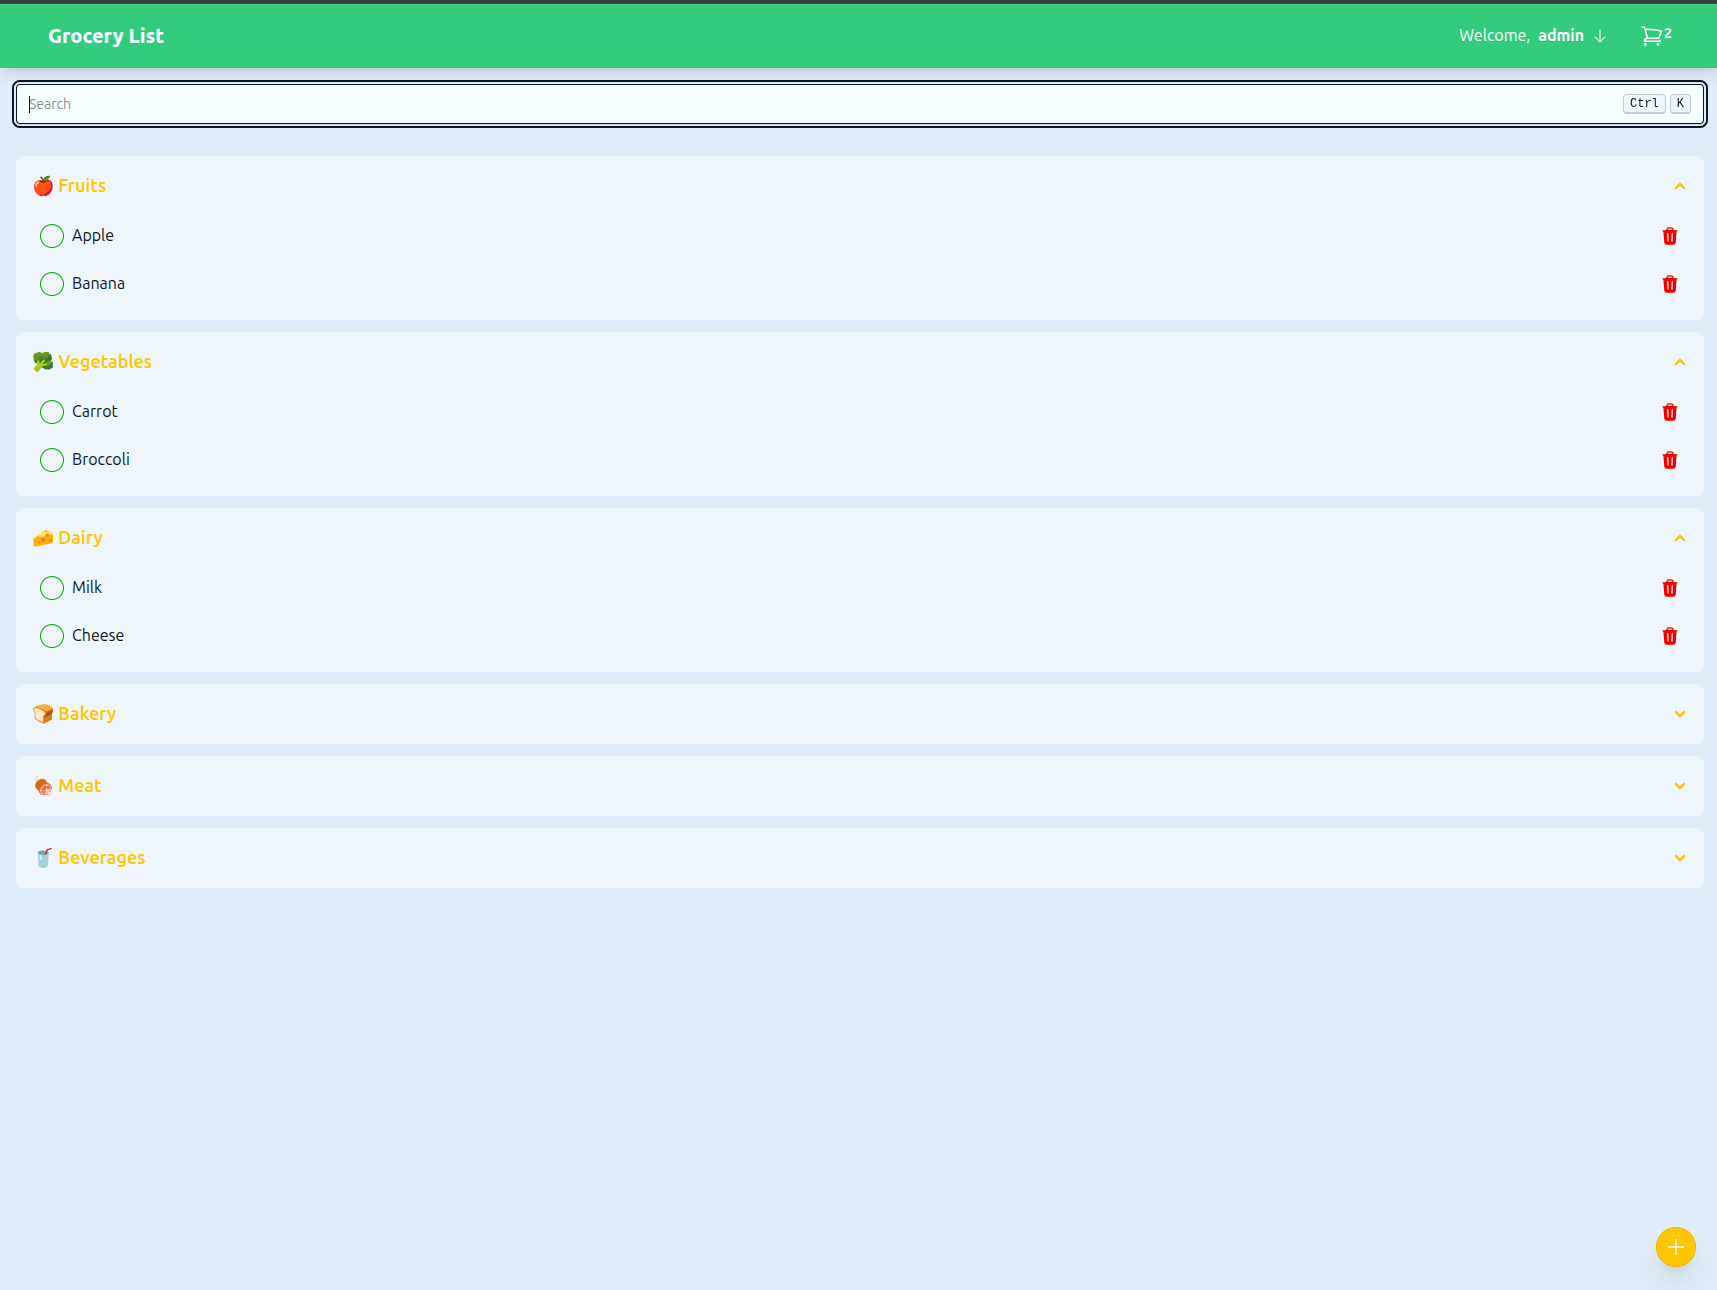 Grocery List
Welcome, admin
2
Search
Ctrl K
Fruits
Apple
Banana
Vegetables
Carrot
Broccoli
Dairy
Milk
Cheese
Bakery
Meat
Beverages